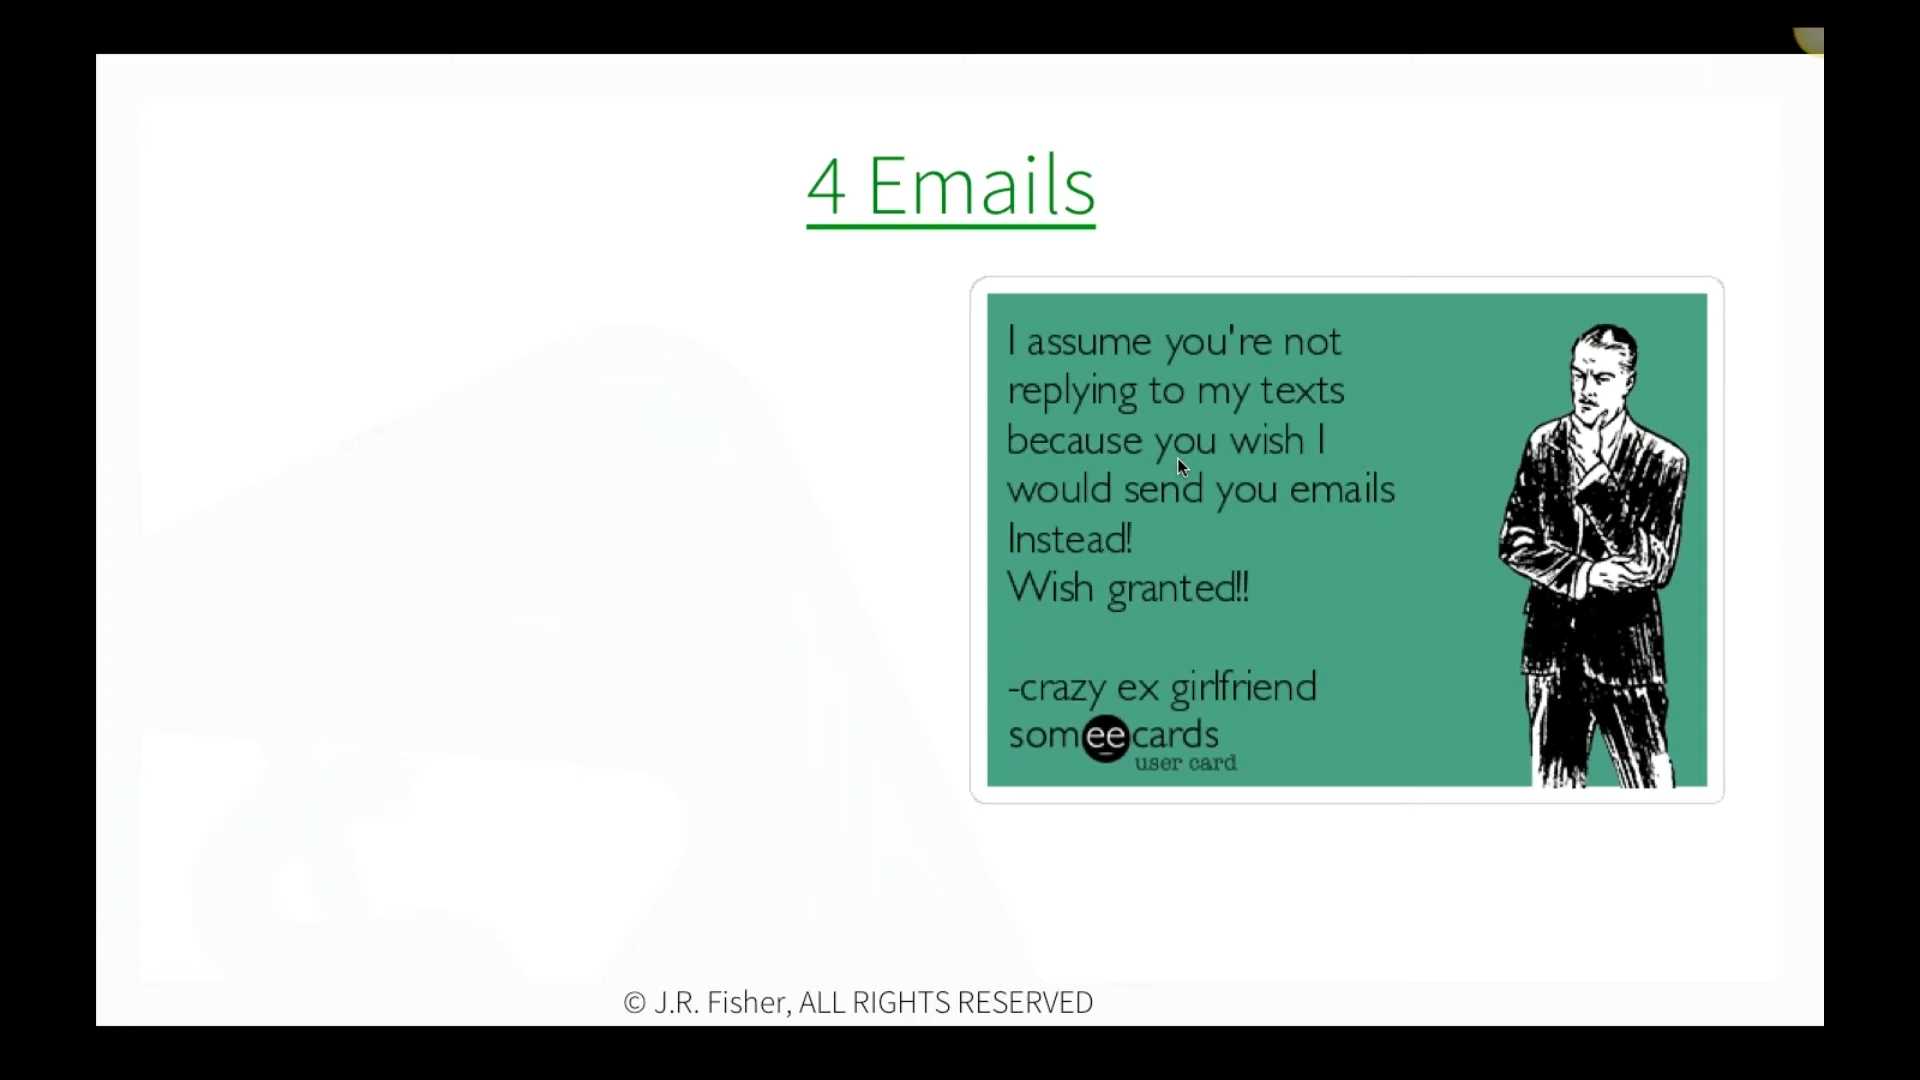 4 Emails
I assume you're not
replying to my texts
because you wish I
would send you emails
Instead!
Wish granted!!
-crazy ex girlfriend
someecards
user card
© J.R. Fisher, ALL RIGHTS RESERVED